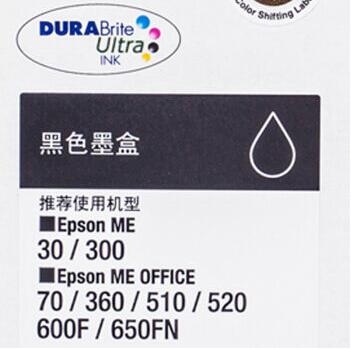 DURABrite
Ultra
INK
Color Shifting Label
黑色墨盒
推荐使用机型
■Epson ME
30 / 300
■Epson ME OFFICE
70 / 360 / 510 / 520
600F / 650FN